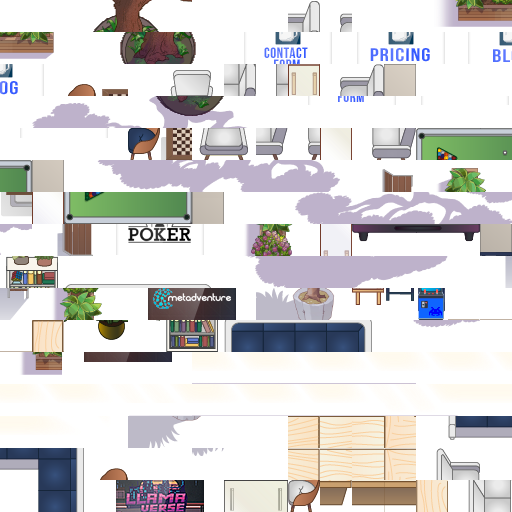 CONTACT
FORM
PRICING
BL
OG
FORM
POKER
metadventure
LLAMA
VERSE